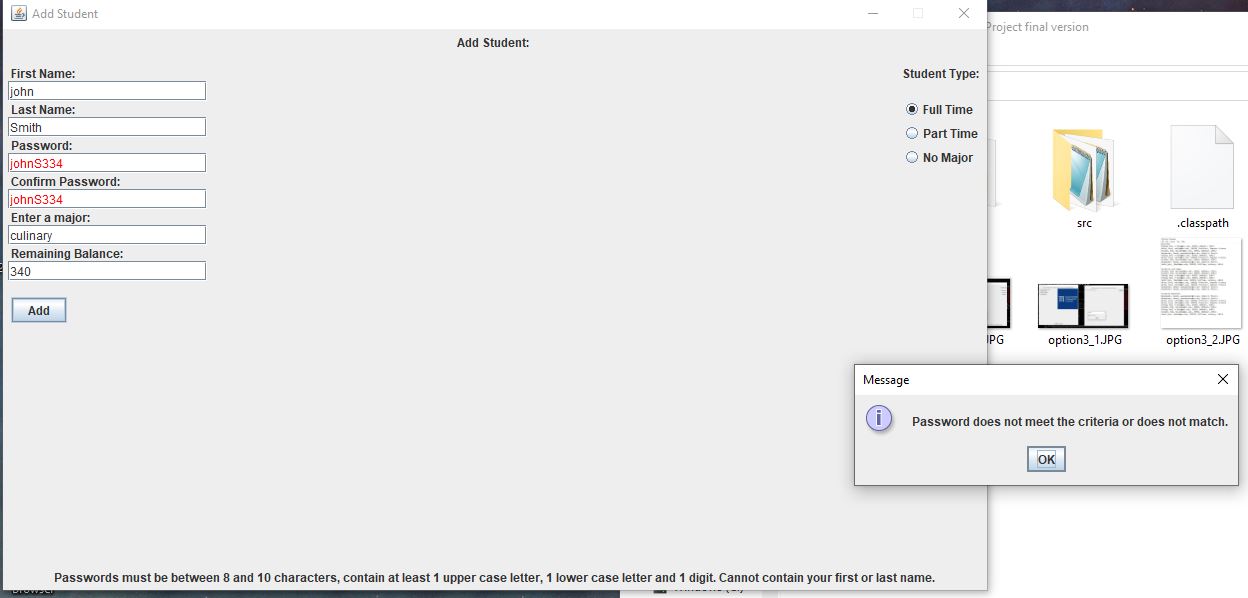 Add Student
Project final version
Add Student:
First Name:
john
Last Name:
Smith
Password:
johnS334
Confirm Password:
johnS334
Enter a major:
culinary
Remaining Balance:
340
Add
Student Type:
Full Time
Part Time
No Major
src
.classpath
option3_1.JPG
option3_2.JPG
Message
Password does not meet the criteria or does not match.
OK
Passwords must be between 8 and 10 characters, contain at least 1 upper case letter, 1 lower case letter and 1 digit. Cannot contain your first or last name.